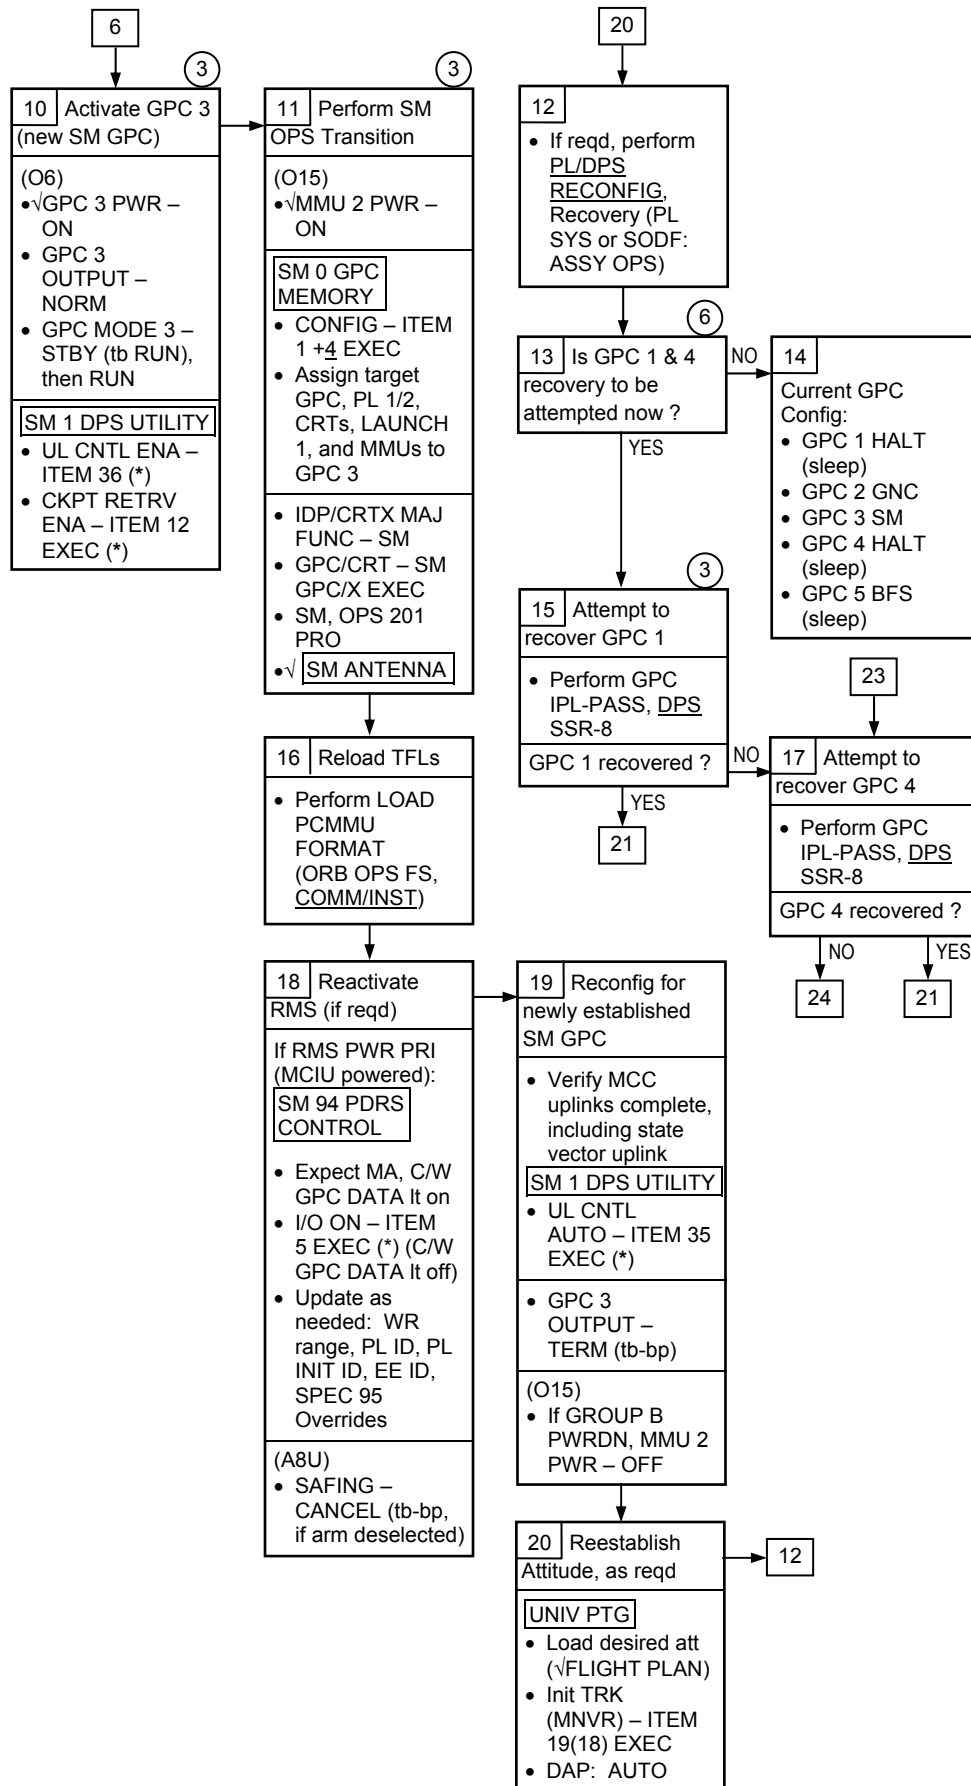 6
3
10 Activate GPC 3
(new SM GPC)
(O6)
•√GPC 3 PWR –
ON
• GPC 3
OUTPUT –
NORM
• GPC MODE 3 –
STBY (tb RUN),
then RUN
SM 1 DPS UTILITY
• UL CNTL ENA –
ITEM 36 (*)
• CKPT RETRV
ENA – ITEM 12
EXEC (*)
3
11 Perform SM
OPS Transition
(O15)
•√MMU 2 PWR –
ON
SM 0 GPC
MEMORY
• CONFIG – ITEM
1 +4 EXEC
• Assign target
GPC, PL 1/2,
CRTs, LAUNCH
1, and MMUs to
GPC 3
• IDP/CRTX MAJ
FUNC – SM
• GPC/CRT – SM
GPC/X EXEC
• SM, OPS 201
PRO
•√ SM ANTENNA
16 Reload TFLs
• Perform LOAD
PCMMU
FORMAT
(ORB OPS FS,
COMM/INST)
18 Reactivate
RMS (if reqd)
If RMS PWR PRI
(MCIU powered):
SM 94 PDRS
CONTROL
• Expect MA, C/W
GPC DATA lt on
• I/O ON – ITEM
5 EXEC (*) (C/W
GPC DATA lt off)
• Update as
needed: WR
range, PL ID, PL
INIT ID, EE ID,
SPEC 95
Overrides
(A8U)
• SAFING –
CANCEL (tb-bp,
if arm deselected)
19 Reconfig for
newly established
SM GPC
• Verify MCC
uplinks complete,
including state
vector uplink
SM 1 DPS UTILITY
• UL CNTL
AUTO – ITEM 35
EXEC (*)
• GPC 3
OUTPUT –
TERM (tb-bp)
(O15)
• If GROUP B
PWRDN, MMU 2
PWR – OFF
20 Reestablish
Attitude, as reqd
UNIV PTG
• Load desired att
(√FLIGHT PLAN)
• Init TRK
(MNVR) – ITEM
19(18) EXEC
• DAP: AUTO
12
20
12
• If reqd, perform
PL/DPS
RECONFIG,
Recovery (PL
SYS or SODF:
ASSY OPS)
6
13 Is GPC 1 & 4
recovery to be
attempted now ?
NO
YES
14
Current GPC
Config:
• GPC 1 HALT
(sleep)
• GPC 2 GNC
• GPC 3 SM
• GPC 4 HALT
(sleep)
• GPC 5 BFS
(sleep)
3
15 Attempt to
recover GPC 1
• Perform GPC
IPL-PASS, DPS
SSR-8
GPC 1 recovered ?
NO
YES
21
23
17 Attempt to
recover GPC 4
• Perform GPC
IPL-PASS, DPS
SSR-8
GPC 4 recovered ?
NO
YES
24
21